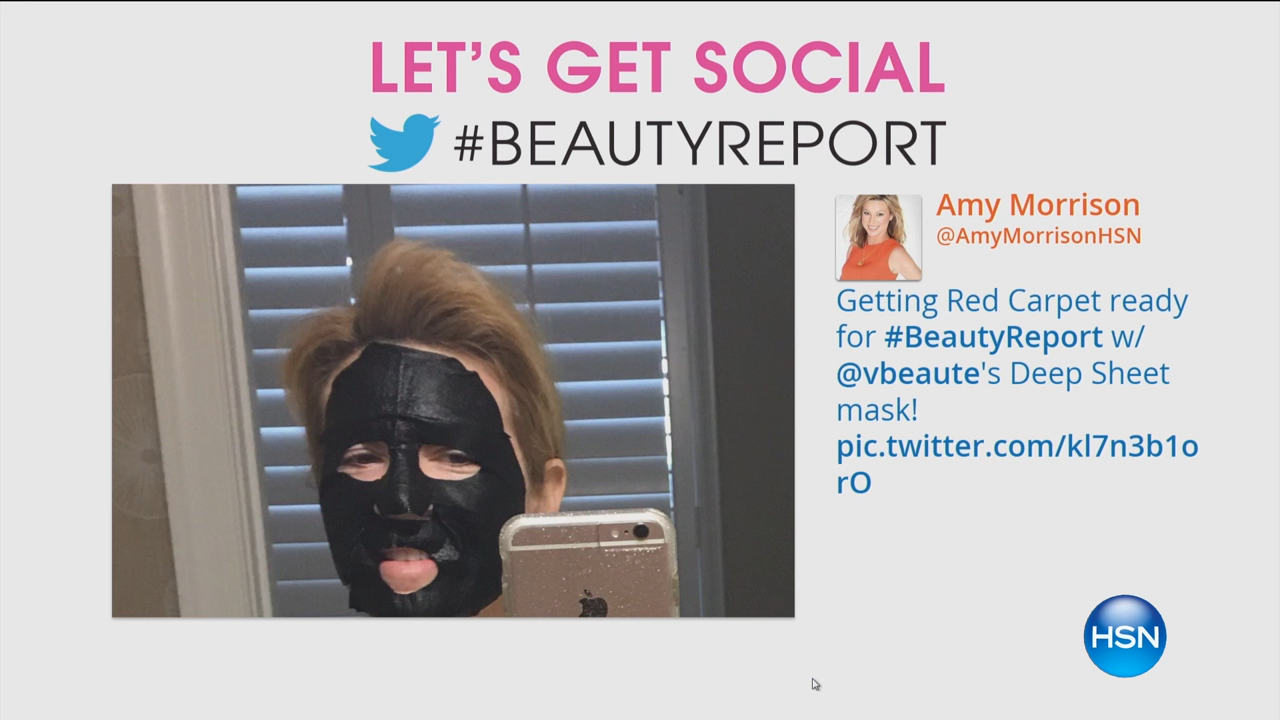 LET'S GET SOCIAL
#BEAUTYREPORT
Amy Morrison
@AmyMorrisonHSN
Getting Red Carpet ready
for #BeautyReport w/
@vbeaute's Deep Sheet
mask!
pic.twitter.com/kl7n3b1o
rO
HSN